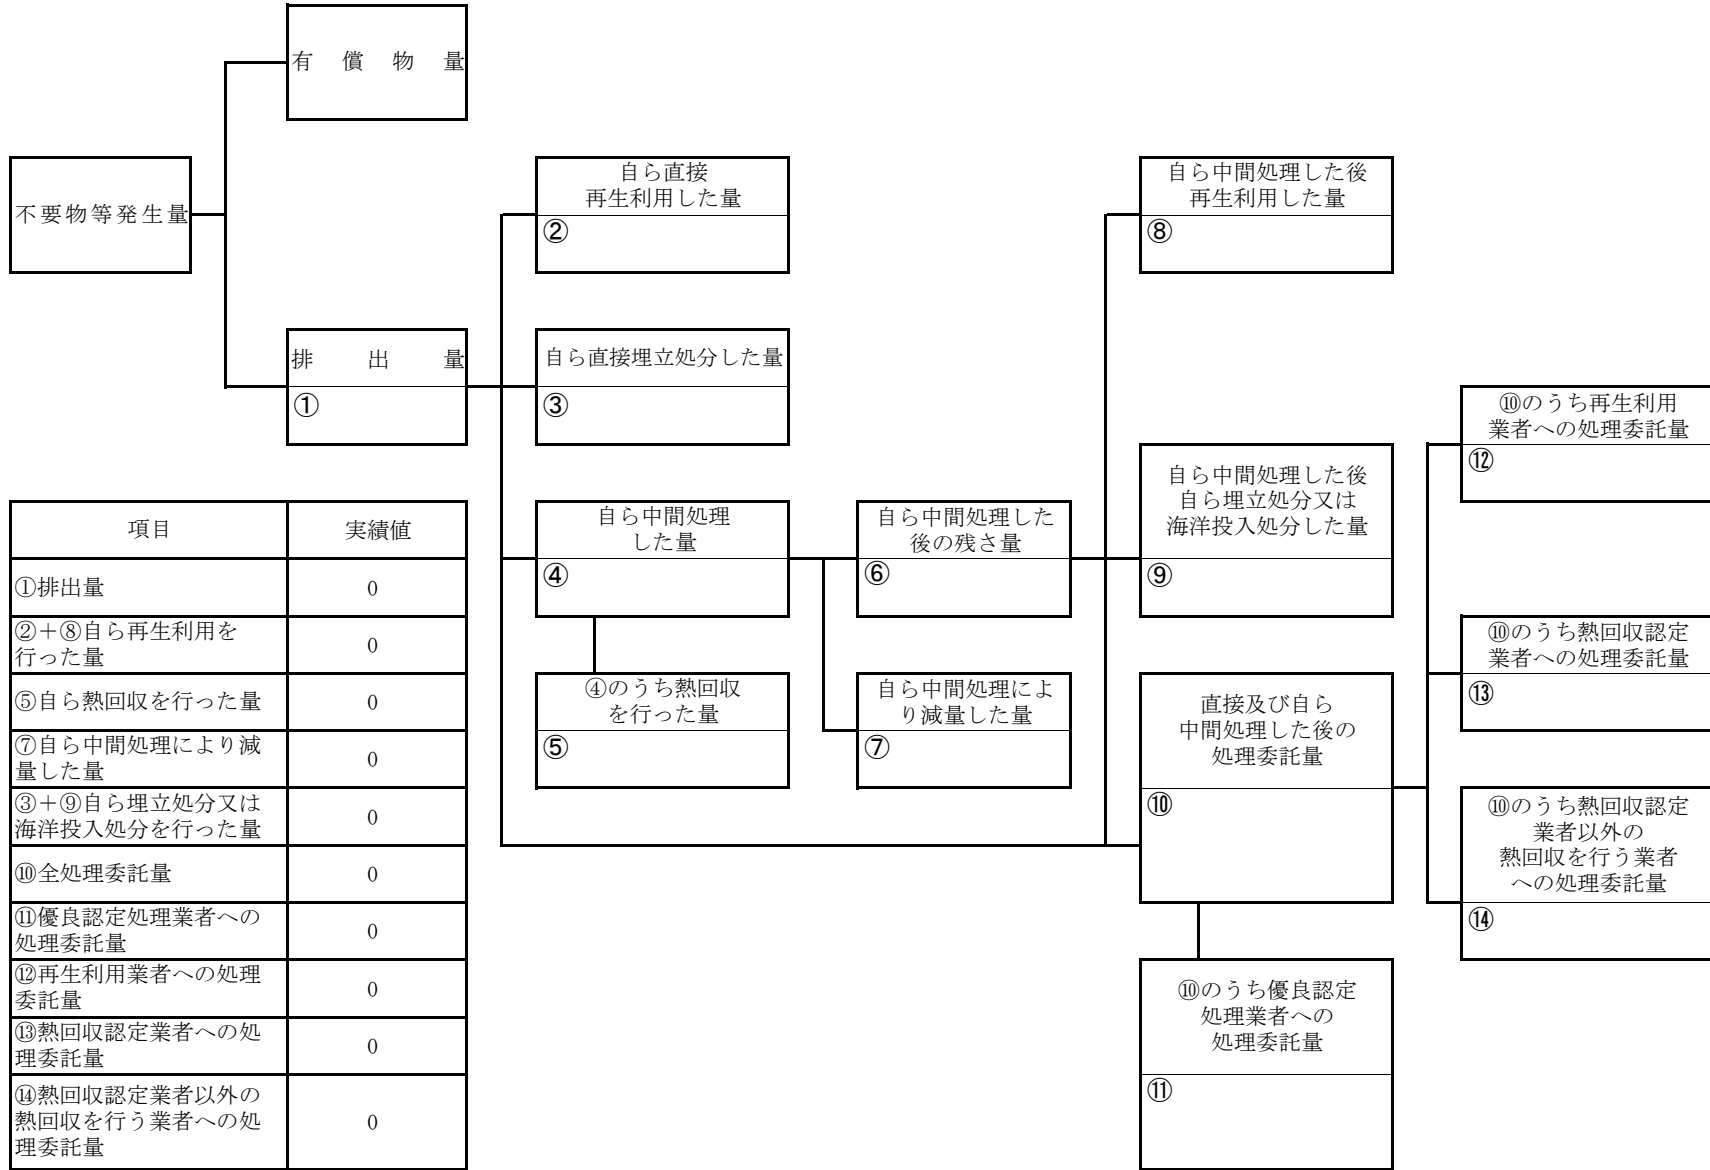 有償物量
不要物等発生量
自ら直接
再生利用した量
②
自ら中間処理した後
再生利用した量
⑧
排出量
①
自ら直接埋立処分した量
③
⑩のうち再生利用
業者への処理委託量
⑫
自ら中間処理
した量
④
自ら中間処理した
後の残さ量
⑥
自ら中間処理した後
自ら埋立処分又は
海洋投入処分した量
⑨
④のうち熱回収
を行った量
⑤
自ら中間処理によ
り減量した量
⑦
直接及び自ら
中間処理した後の
処理委託量
⑩
⑩のうち熱回収認定
業者への処理委託量
⑬
⑩のうち熱回収認定
業者以外の
熱回収を行う業者
への処理委託量
⑭
⑩のうち優良認定
処理業者への
処理委託量
⑪
項目 実績値
①排出量 0
②＋⑧自ら再生利用を
行った量 0
⑤自ら熱回収を行った量 0
⑦自ら中間処理により減
量した量 0
③＋⑨自ら埋立処分又は
海洋投入処分を行った量 0
⑩全処理委託量 0
⑪優良認定処理業者への
処理委託量 0
⑫再生利用業者への処理
委託量 0
⑬熱回収認定業者への処
理委託量 0
⑭熱回収認定業者以外の
熱回収を行う業者への処 0
理委託量